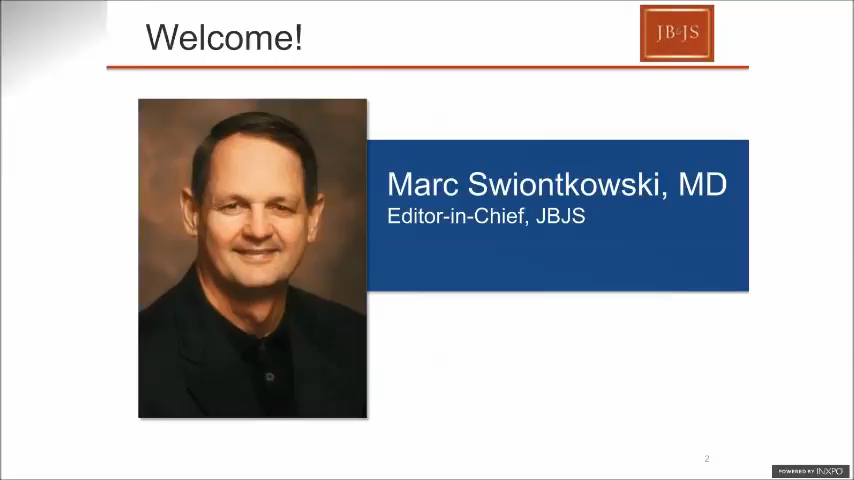 Welcome!
JB&JS
Marc Swiontkowski, MD
Editor-in-Chief, JBJS
2
POWERED BY INXPO